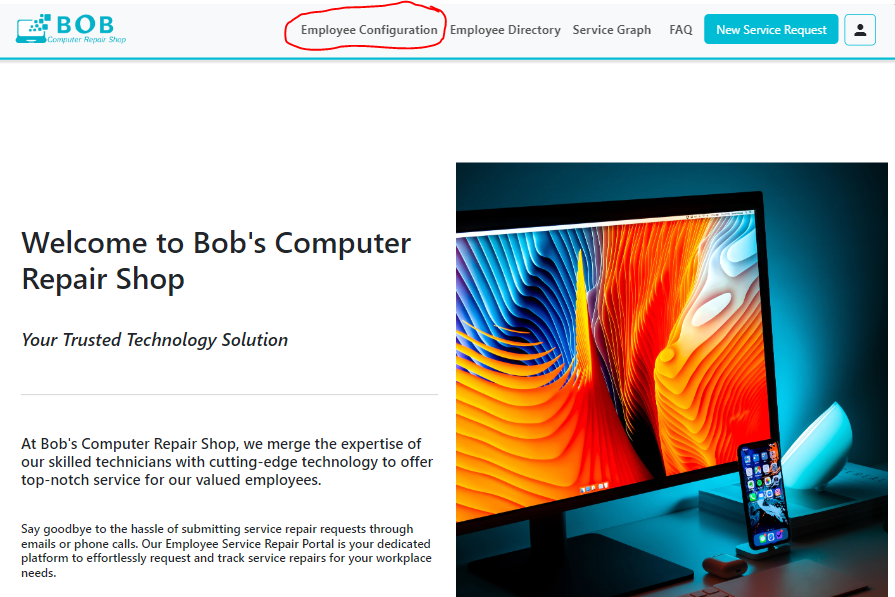 BOB
Computer Repair Shop
Employee Configuration
Employee Directory
Service Graph
FAQ
New Service Request
Welcome to Bob's Computer
Repair Shop
Your Trusted Technology Solution
At Bob's Computer Repair Shop, we merge the expertise of
our skilled technicians with cutting-edge technology to offer
top-notch service for our valued employees.
Say goodbye to the hassle of submitting service repair requests through
emails or phone calls. Our Employee Service Repair Portal is your dedicated
platform to effortlessly request and track service repairs for your workplace
needs.